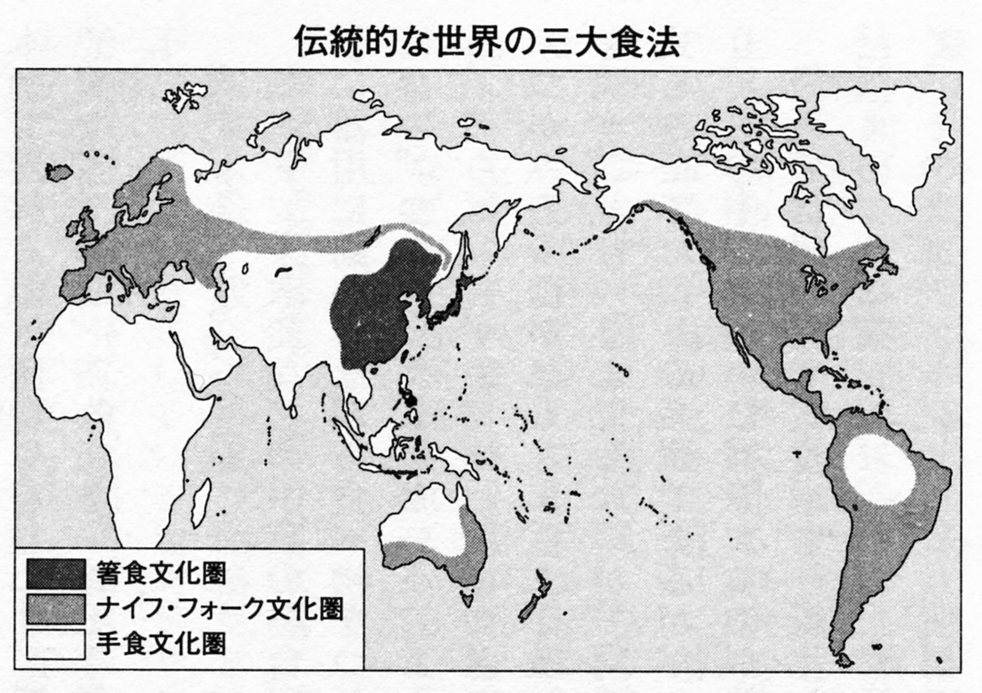 伝統的な世界の三大食法
箸食文化圏
ナイフ・フォーク文化圏
手食文化圏